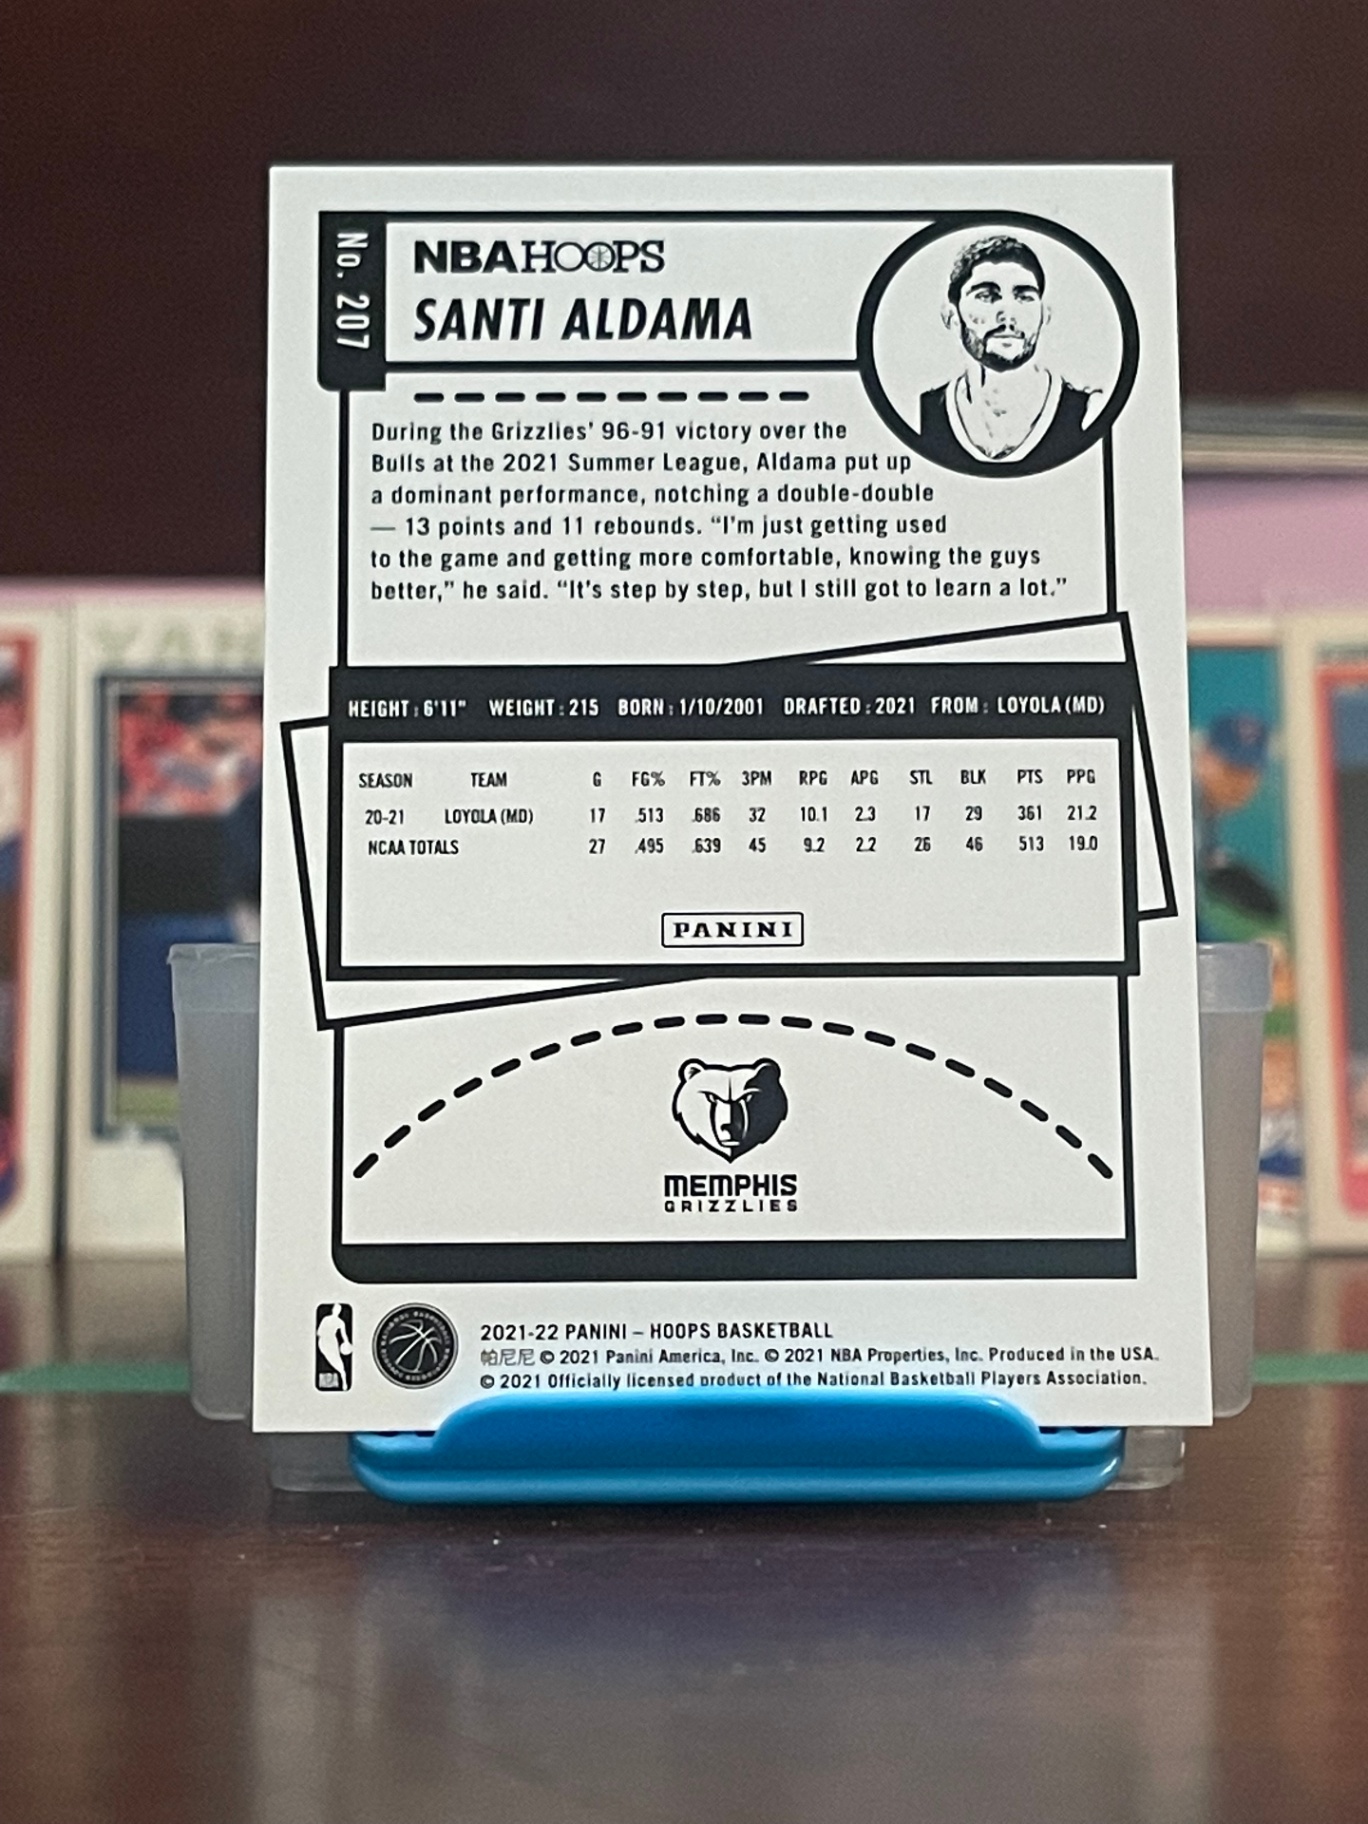 No. 207
NBA HOOPS
SANTI ALDAMA
During the Grizzlies' 96-91 victory over the
Bulls at the 2021 Summer League, Aldama put up
a dominant performance, notching a double-double
— 13 points and 11 rebounds. “I'm just getting used
to the game and getting more comfortable, knowing the guys
better,” he said. “It's step by step, but I still got to learn a lot.”
HEIGHT: 6'11" WEIGHT: 215 BORN: 1/10/2001 DRAFTED: 2021 FROM: LOYOLA (MD)
SEASON TEAM G FG% FT% 3PM RPG APG STL BLK PTS PPG
20-21 LOYOLA (MD) 17 .513 .686 32 10.1 2.3 17 29 361 21.2
NCAA TOTALS 27 .495 .639 45 9.2 2.2 26 46 513 19.0
PANINI
MEMPHIS
GRIZZLIES
NBA
2021-22 PANINI – HOOPS BASKETBALL
帕尼尼 © 2021 Panini America, Inc. © 2021 NBA Properties, Inc. Produced in the USA.
© 2021 Officially licensed product of the National Basketball Players Association.